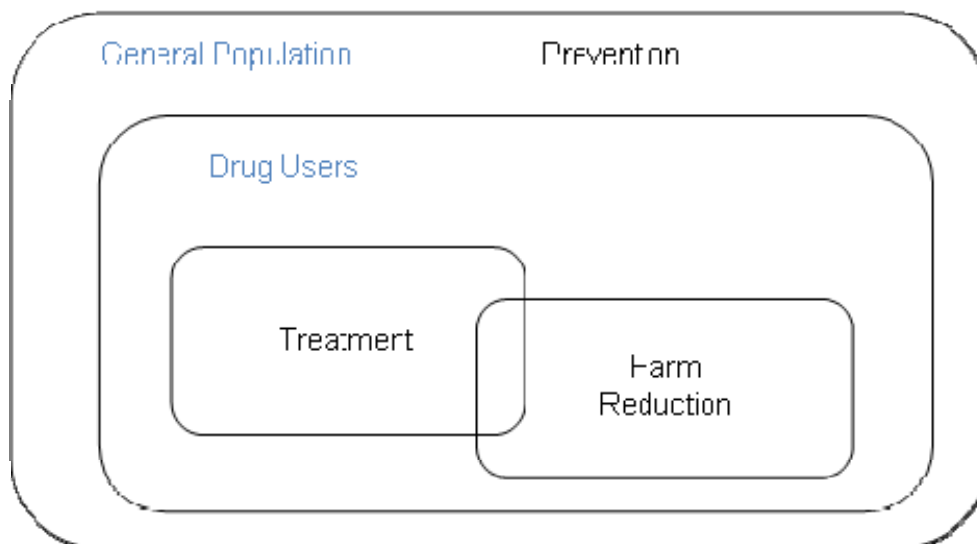 General Population
Prevention
Drug Users
Treatment
Harm
Reduction